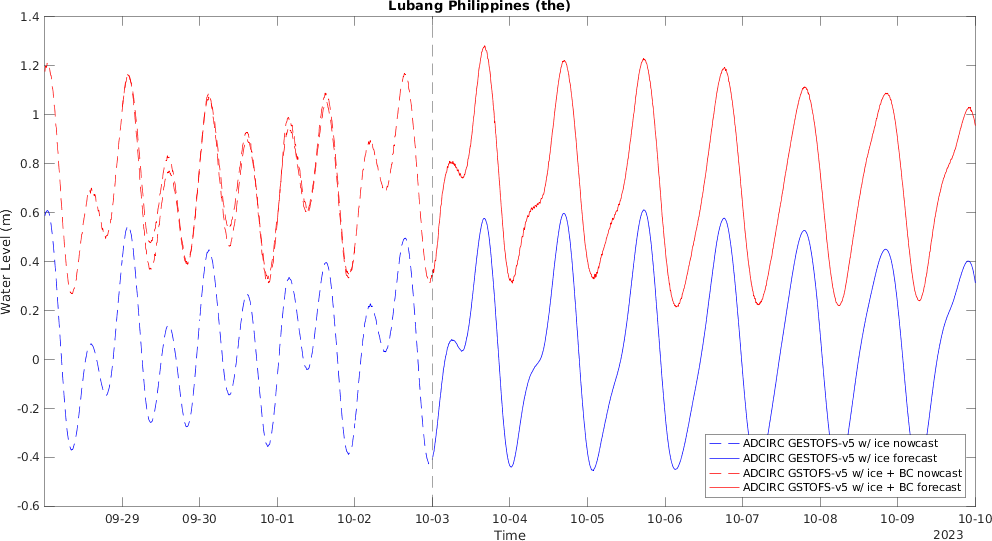 Lubang Philippines (the)
1.4
1.2
1
0.8
0.6
0.4
0.2
0
-0.2
-0.4
-0.6
Water Level (m)
ADCIRC GESTOFS-v5 w/ ice nowcast
ADCIRC GESTOFS-v5 w/ ice forecast
ADCIRC GSTOFS-v5 w/ ice + BC nowcast
ADCIRC GSTOFS-v5 w/ ice + BC forecast
09-29 09-30 10-01 10-02 10-03 10-04 10-05 10-06 10-07 10-08 10-09 10-10
Time
2023